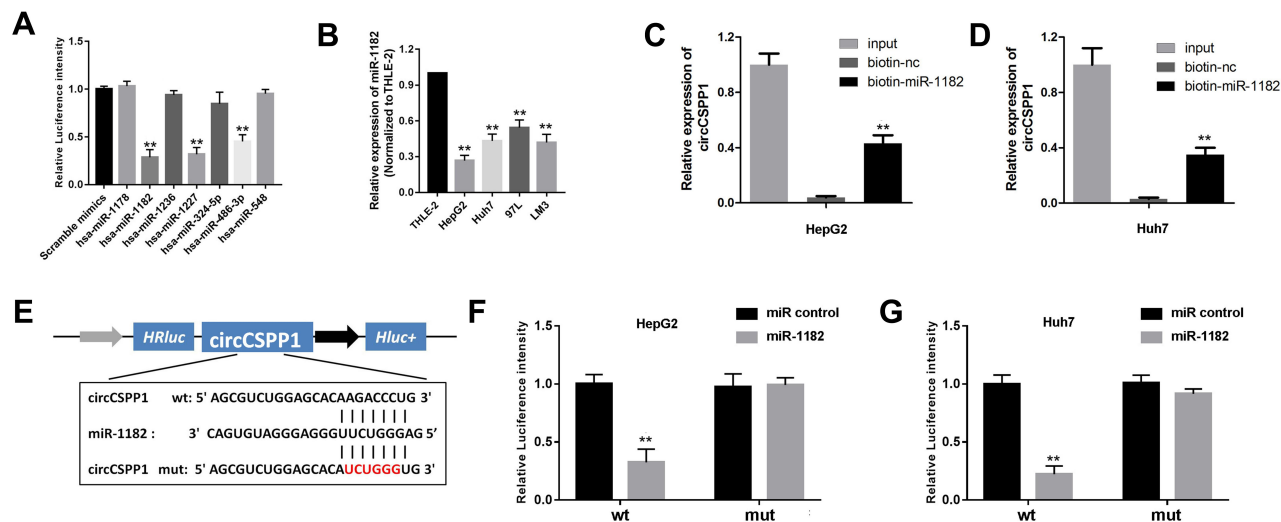 A
Relative Luciference intensity
1.5
1.0
0.5
0.0
**
**
**
Scramble mimics
hsa-miR-1178
hsa-miR-1182
hsa-miR-1236
hsa-miR-1227
hsa-miR-324-5p
hsa-miR-486-3p
hsa-miR-548
B
Relative expression of miR-1182
(Normalized to THLE-2)
1.2
0.9
0.6
0.3
0.0
**
**
**
**
THLE-2
HepG2
Huh7
97L
LM3
C
Relative expression of
circCSPP1
1.2
0.8
0.4
0.0
input
biotin-nc
biotin-miR-1182
**
HepG2
D
Relative expression of
circCSPP1
1.2
0.8
0.4
0.0
input
biotin-nc
biotin-miR-1182
**
Huh7
E
HRluc
circCSPP1
Hluc+
circCSPP1 wt: 5' AGCGUCUGGAGCACAAGACCCUG 3'
miR-1182 : 3' CAGUGUAGGGAGGGUUCUGGGAG 5'
circCSPP1 mut: 5' AGCGUCUGGAGCACAUCUGGGUG 3'
F
Relative Luciference intensity
1.5
1.0
0.5
0.0
HepG2
miR control
miR-1182
**
wt
mut
G
Relative Luciference intensity
1.5
1.0
0.5
0.0
Huh7
miR control
miR-1182
**
wt
mut